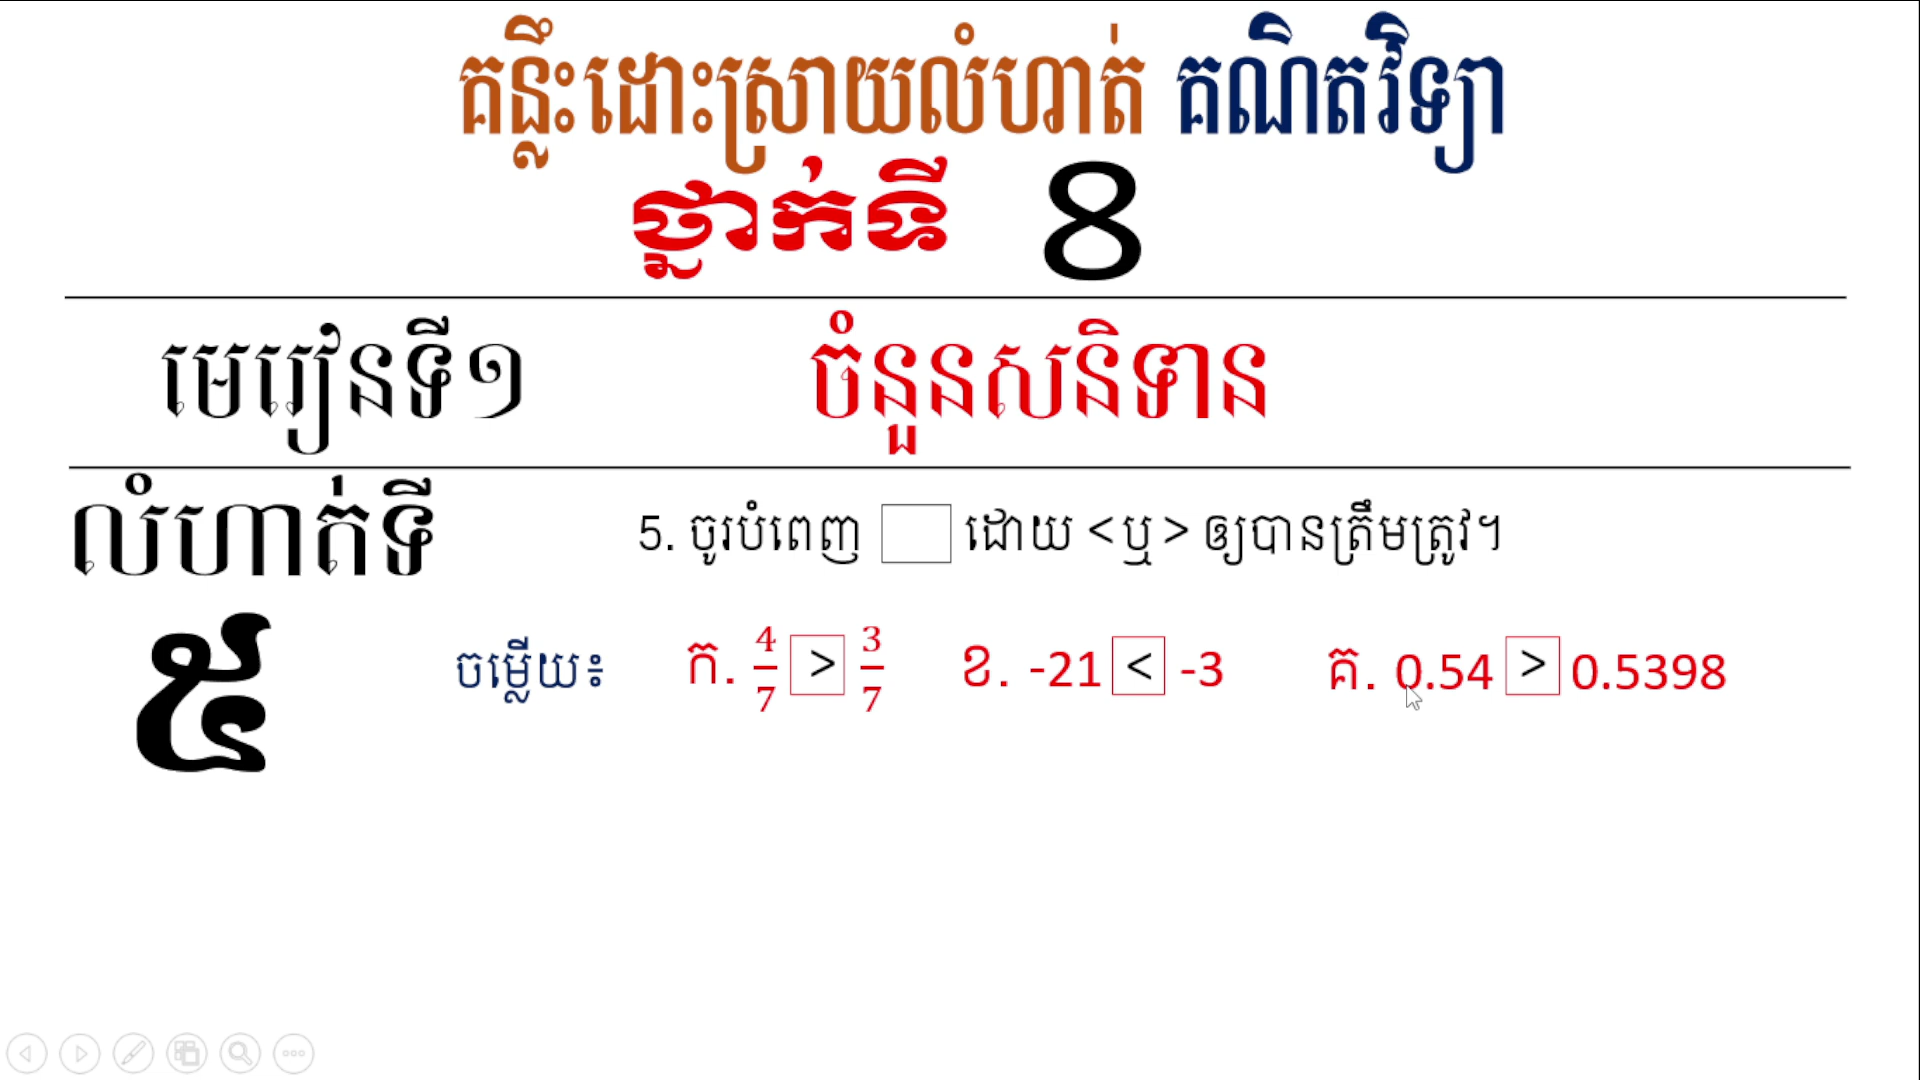 គន្លឹះដោះស្រាយលំហាត់ គណិតវិទ្យា
ថ្នាក់ទី 8
មេរៀនទី១ ចំនួនសនិទាន
លំហាត់ទី 5. ចូរបំពេញ ដោយ < ឬ > ឲ្យបានត្រឹមត្រូវ។
៥ ចម្លើយ៖ ក. 4/7 > 3/7 ខ. -21 < -3 គ. 0.54 > 0.5398